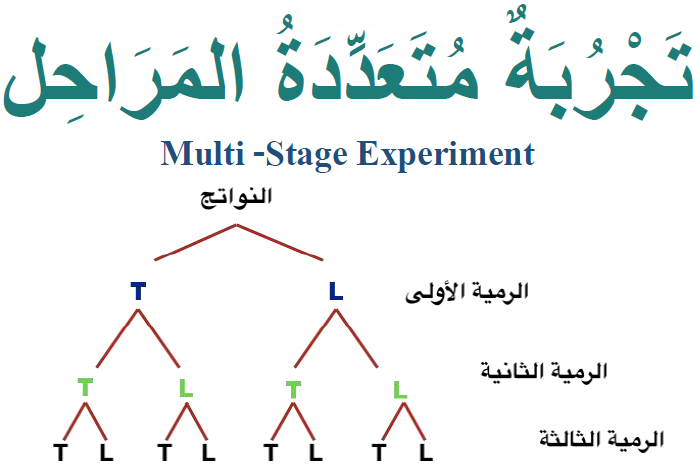 تَجْرُبَةٌ مُتَعَدِّدَةُ المَرَاحِل
Multi -Stage Experiment
النواتج
T L الرمية الأولى
T L T L الرمية الثانية
T L T L T L T L الرمية الثالثة